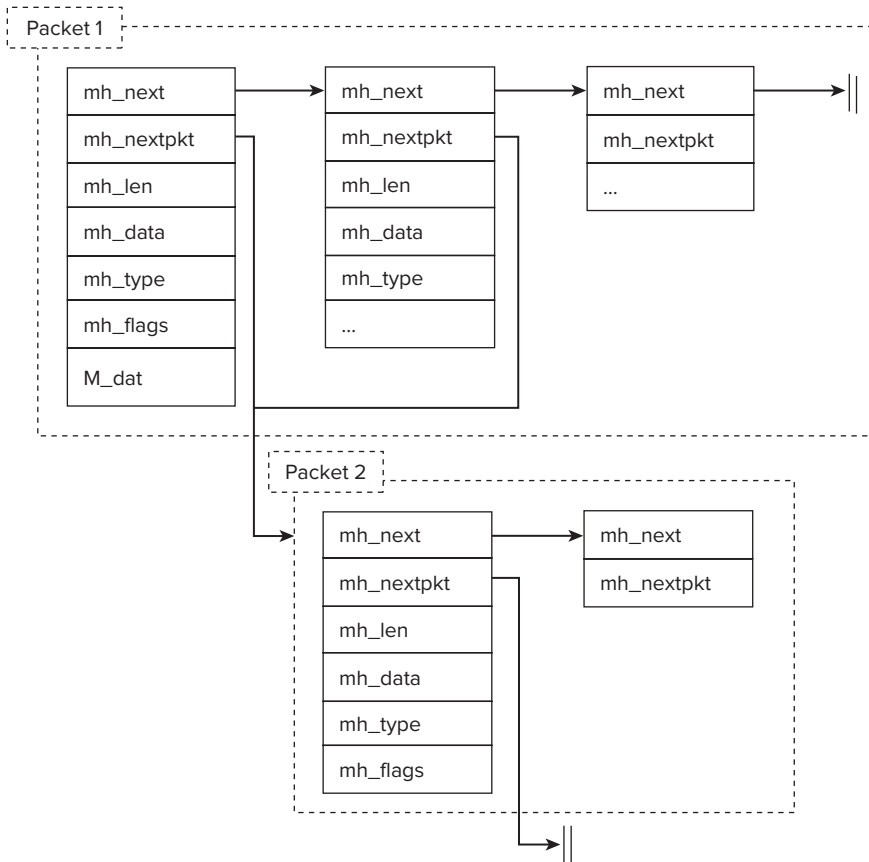 Packet 1
mh_next
mh_nextpkt
mh_len
mh_data
mh_type
mh_flags
M_dat
mh_next
mh_nextpkt
mh_len
mh_data
mh_type
...
mh_next
mh_nextpkt
...
Packet 2
mh_next
mh_nextpkt
mh_len
mh_data
mh_type
mh_flags
mh_next
mh_nextpkt